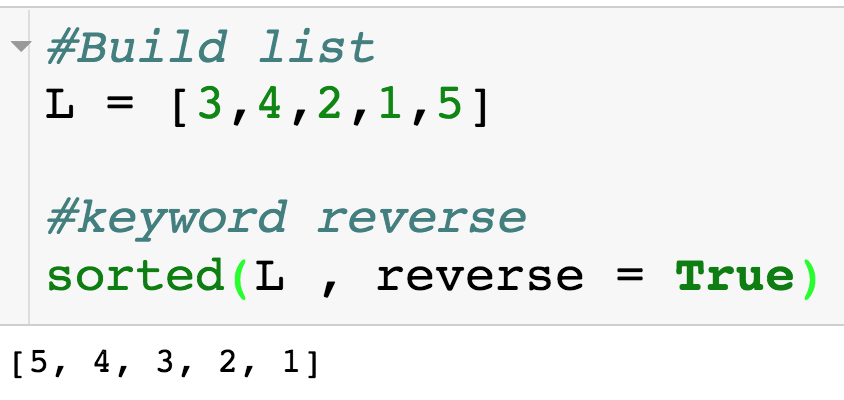 #Build list
L = [3,4,2,1,5]
#keyword reverse
sorted(L , reverse = True)
[5, 4, 3, 2, 1]